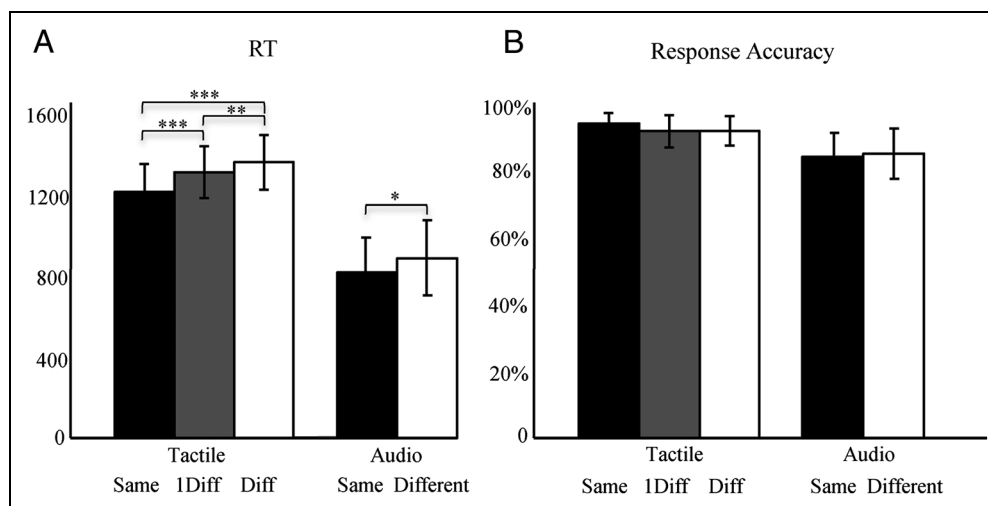 A
RT
1600
1200
800
400
0
***
***
**
*
Tactile
Audio
Same 1Diff Diff
Same Different
B
Response Accuracy
100%
80%
60%
40%
20%
0
Tactile
Audio
Same 1Diff Diff
Same Different